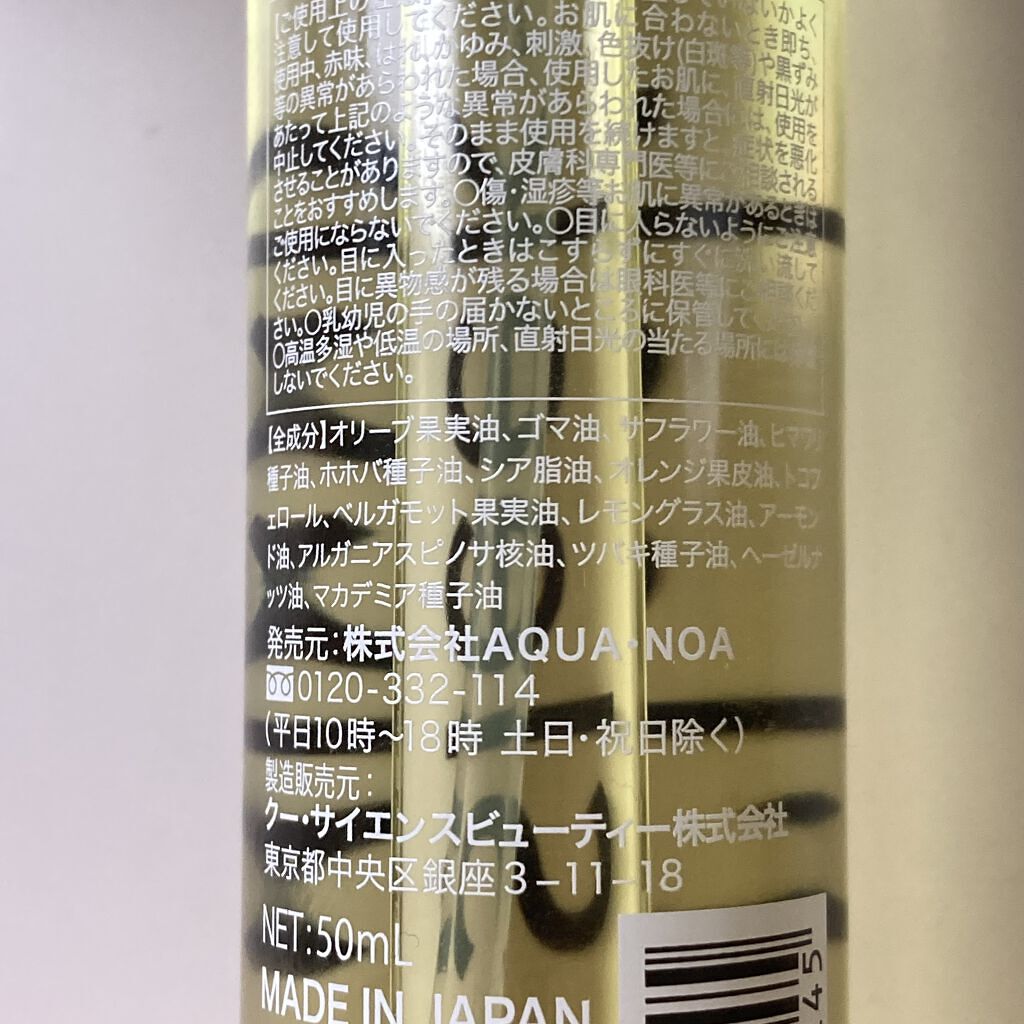 【ご使用上の
注意して使用してください。お肌に合わないとき即ち、
使用中、赤味、はれ、かゆみ、刺激、色抜け(白斑等)や黒ずみ
等の異常があらわれた場合、使用したお肌に、直射日光が
あたって上記のような異常があらわれた場合は、使用を
中止してください。そのまま使用を続けますと、症状を悪化
させることがありますので、皮膚科専門医等にご相談される
ことをおすすめします。〇傷・湿疹等お肌に異常があるときは
ご使用にならないでください。〇目に入らないようにご注意して
ください。目に入ったときはこすらずにすぐに洗い流して
ください。目に異物感が残る場合は眼科医等にご相談くだ
さい。〇乳幼児の手の届かないところに保管して
〇高温多湿や低温の場所、直射日光の当たる場所には保管
しないでください。
【全成分】オリーブ果実油、ゴマ油、サフラワー油、ヒマワリ
種子油、ホホバ種子油、シア脂油、オレンジ果皮油、トコフ
ェロール、ベルガモット果実油、レモングラス油、アーモン
ド油、アルガニアスピノサ核油、ツバキ種子油、ヘーゼルナ
ッツ油、マカデミア種子油
発売元:株式会社AQUA・NOA
0120-332-114
(平日10時〜18時 土日・祝日除く)
製造販売元:
クー・サイエンスビューティー株式会社
東京都中央区銀座3-11-18
NET:50mL
MADE IN JAPAN
45